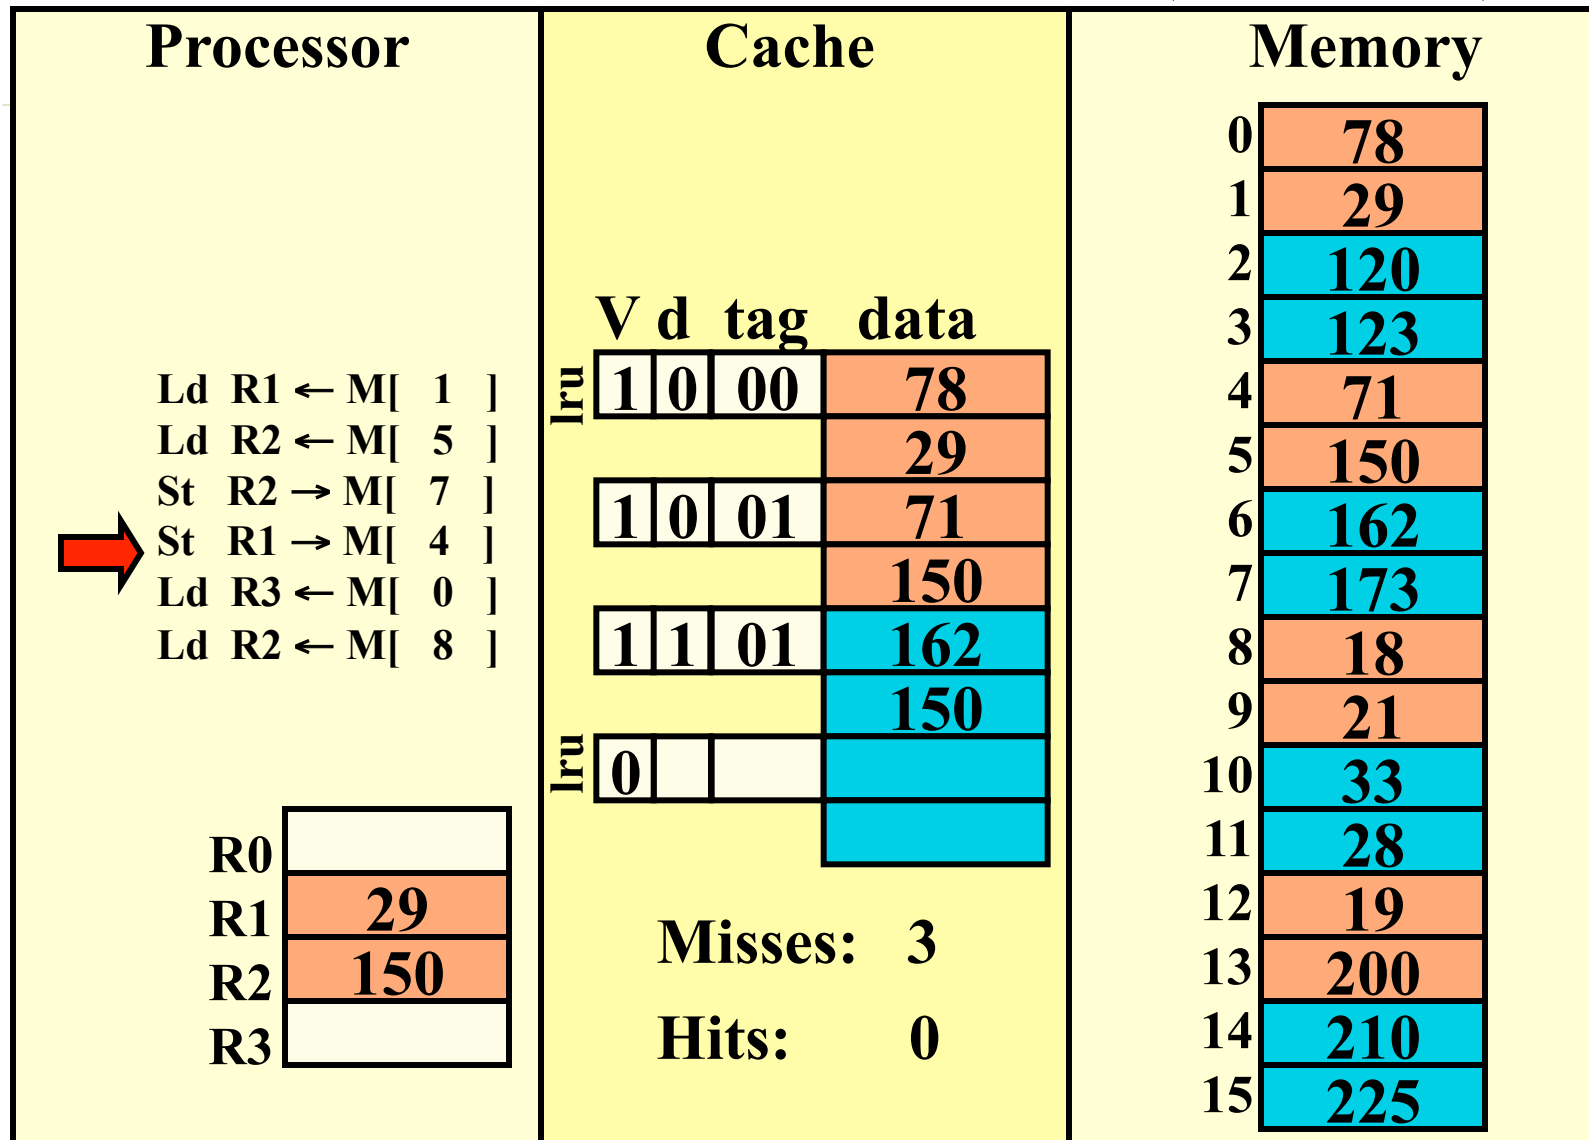 Processor
Ld R1 ← M[ 1 ]
Ld R2 ← M[ 5 ]
St R2 → M[ 7 ]
St R1 → M[ 4 ]
Ld R3 ← M[ 0 ]
Ld R2 ← M[ 8 ]
R0
R1 29
R2 150
R3
Cache
V d tag data
lru 1 0 00 78
29
1 0 01 71
150
1 1 01 162
150
lru 0
Misses: 3
Hits: 0
Memory
0 78
1 29
2 120
3 123
4 71
5 150
6 162
7 173
8 18
9 21
10 33
11 28
12 19
13 200
14 210
15 225